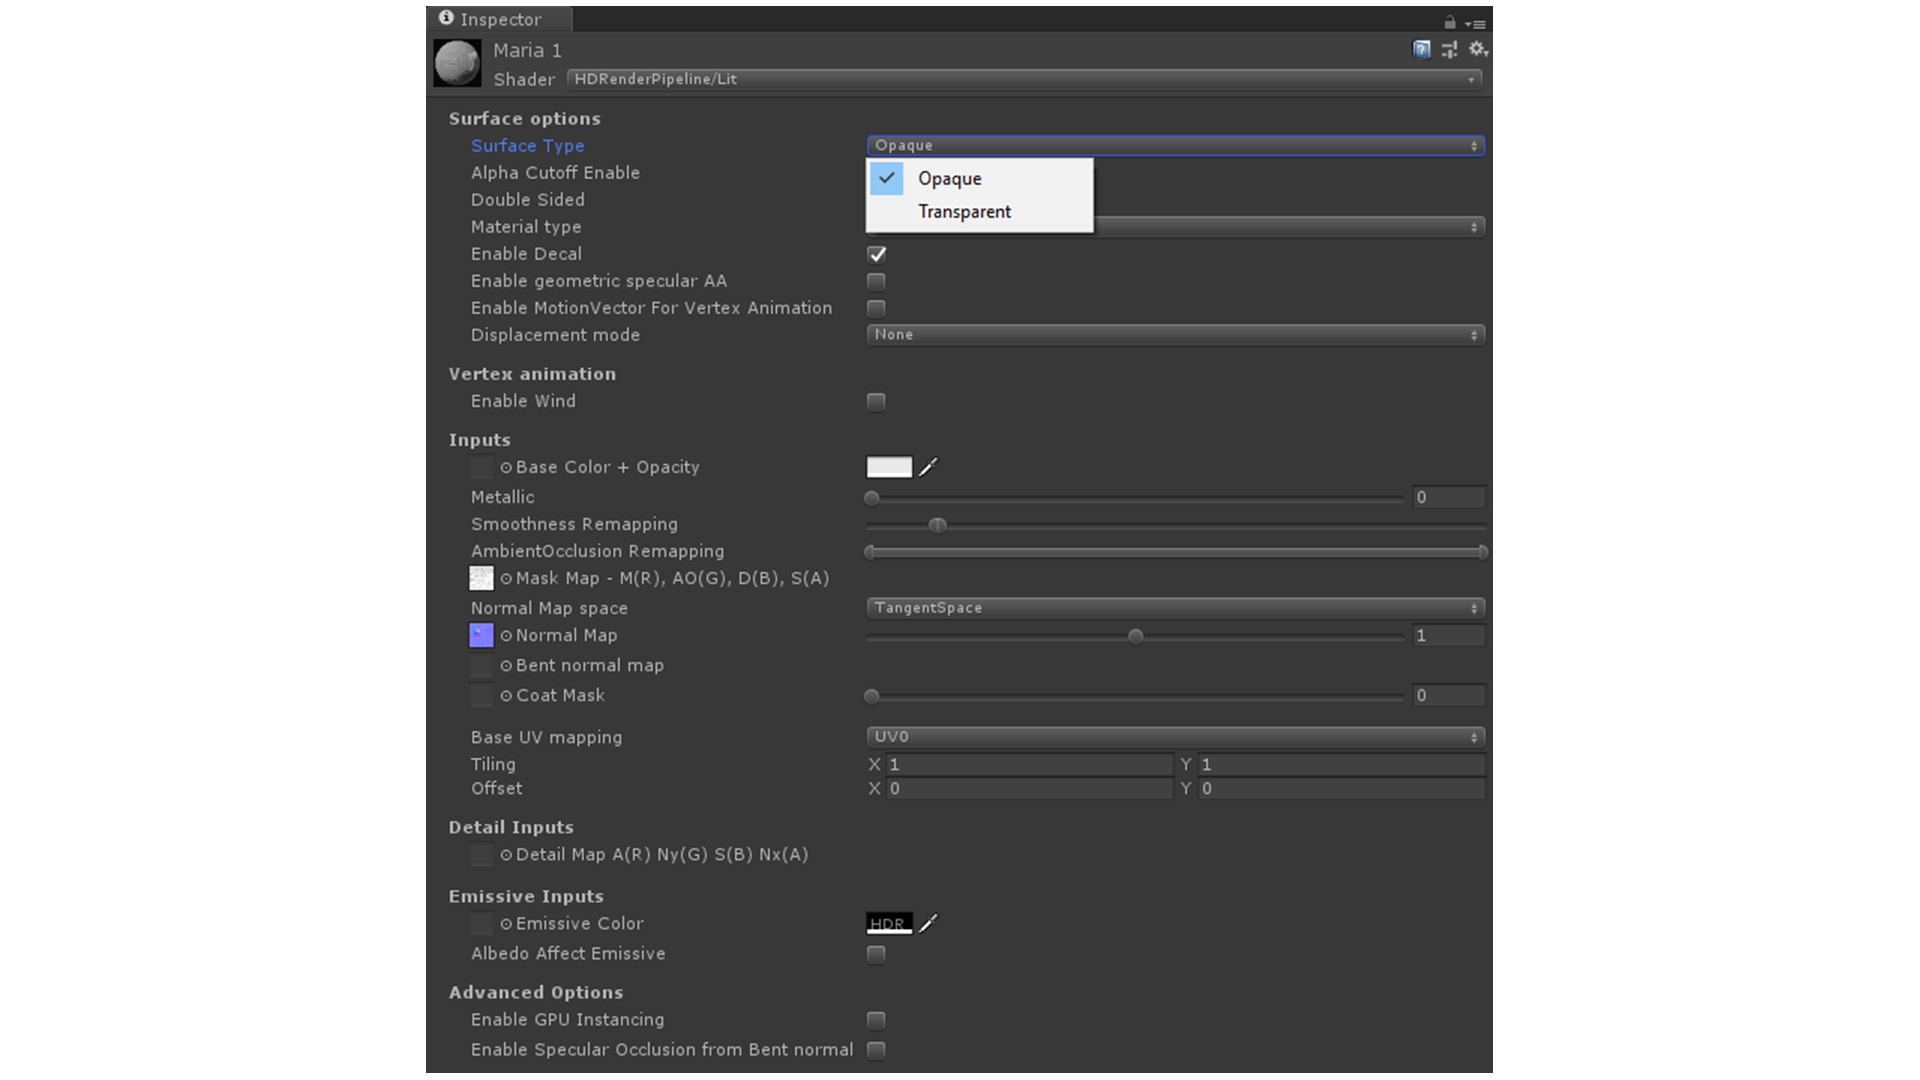 Inspector
Maria 1
Shader HDRenderPipeline/Lit
Surface options
Surface Type Opaque
Alpha Cutoff Enable Opaque
Double Sided Transparent
Material type
Enable Decal
Enable geometric specular AA
Enable MotionVector For Vertex Animation
Displacement mode None
Vertex animation
Enable Wind
Inputs
Base Color + Opacity
Metallic 0
Smoothness Remapping
AmbientOcclusion Remapping
Mask Map - M(R), AO(G), D(B), S(A)
Normal Map space TangentSpace
Normal Map 1
Bent normal map
Coat Mask 0
Base UV mapping UV0
Tiling X 1 Y 1
Offset X 0 Y 0
Detail Inputs
Detail Map A(R) Ny(G) S(B) Nx(A)
Emissive Inputs
Emissive Color HDR
Albedo Affect Emissive
Advanced Options
Enable GPU Instancing
Enable Specular Occlusion from Bent normal